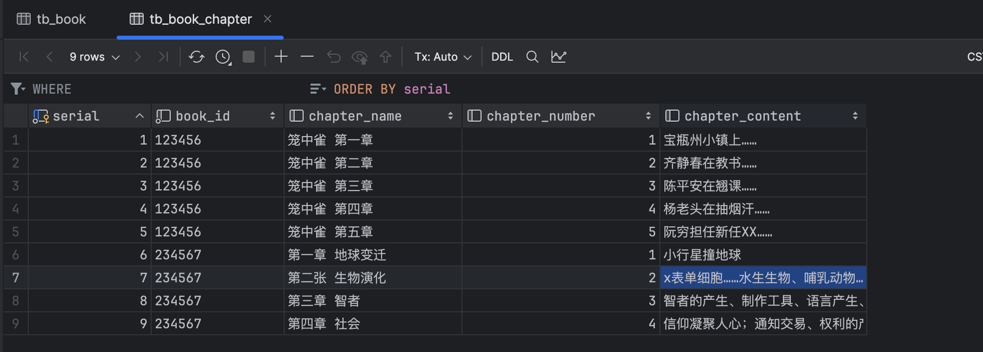 tb_book tb_book_chapter
9 rows Tx: Auto DDL CS
WHERE ORDER BY serial
serial book_id chapter_name chapter_number chapter_content
1 1 123456 笼中雀 第一章 1 宝瓶州小镇上……
2 2 123456 笼中雀 第二章 2 齐静春在教书……
3 3 123456 笼中雀 第三章 3 陈平安在翘课……
4 4 123456 笼中雀 第四章 4 杨老头在抽烟汗……
5 5 123456 笼中雀 第五章 5 阮穷担任新任XX……
6 6 234567 第一章 地球变迁 1 小行星撞地球
7 7 234567 第二张 生物演化 2 x表单细胞……水生生物、哺乳动物…
8 8 234567 第三章 智者 3 智者的产生、制作工具、语言产生、
9 9 234567 第四章 社会 4 信仰凝聚人心；通知交易、权利的产